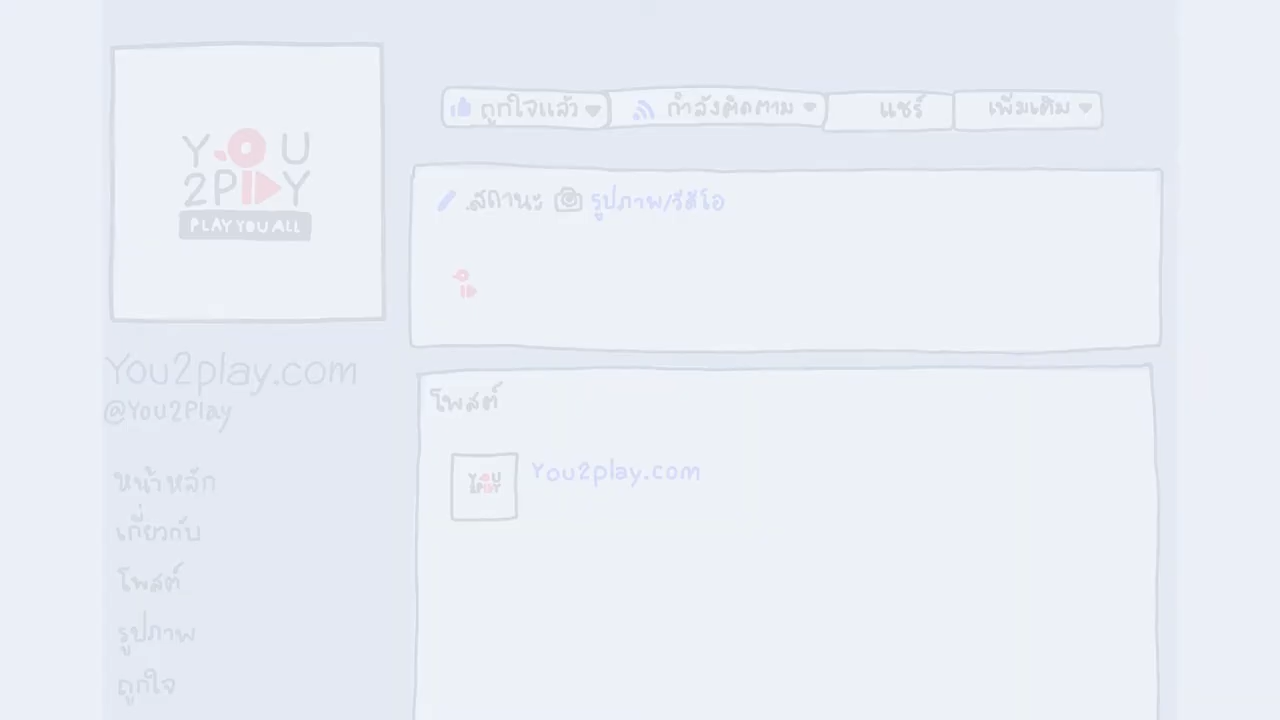 YOU
2PLAY
PLAY YOU ALL
ถูกใจแล้ว กำลังติดตาม แชร์ เพิ่มเติม
สถานะ รูปภาพ/วีดีโอ
You2play.com
@You2Play
โพสต์
YOU
2PLAY
You2play.com
หน้าหลัก
เกี่ยวกับ
โพสต์
รูปภาพ
ถูกใจ